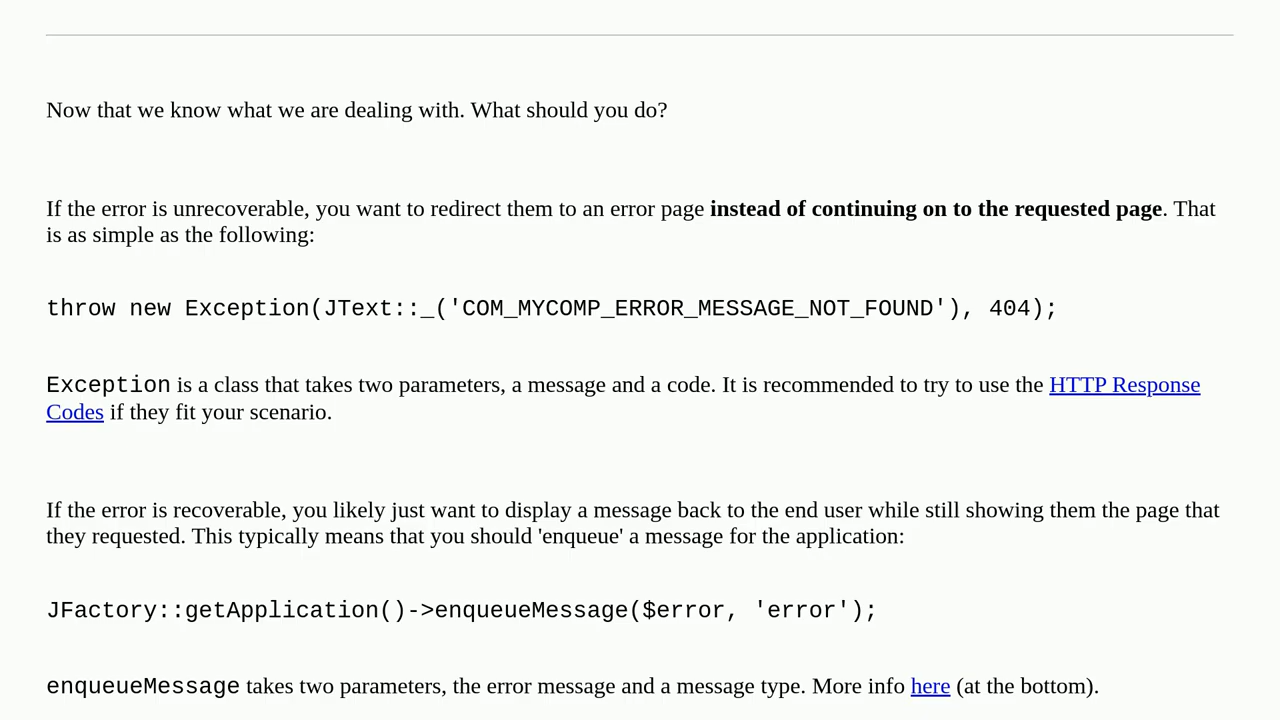 Now that we know what we are dealing with. What should you do?
If the error is unrecoverable, you want to redirect them to an error page instead of continuing on to the requested page. That
is as simple as the following:
throw new Exception(JText::_('COM_MYCOMP_ERROR_MESSAGE_NOT_FOUND'), 404);
Exception is a class that takes two parameters, a message and a code. It is recommended to try to use the HTTP Response
Codes if they fit your scenario.
If the error is recoverable, you likely just want to display a message back to the end user while still showing them the page that
they requested. This typically means that you should 'enqueue' a message for the application:
JFactory::getApplication()->enqueueMessage($error, 'error');
enqueueMessage takes two parameters, the error message and a message type. More info here (at the bottom).